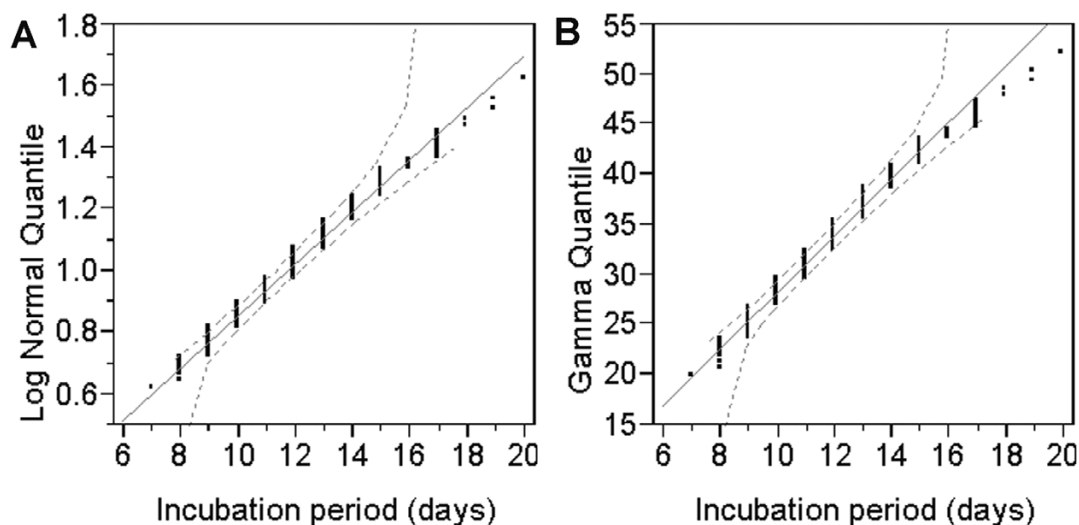 A
Log Normal Quantile
1.8
1.6
1.4
1.2
1.0
0.8
0.6
6 8 10 12 14 16 18 20
Incubation period (days)
B
Gamma Quantile
55
50
45
40
35
30
25
20
15
6 8 10 12 14 16 18 20
Incubation period (days)